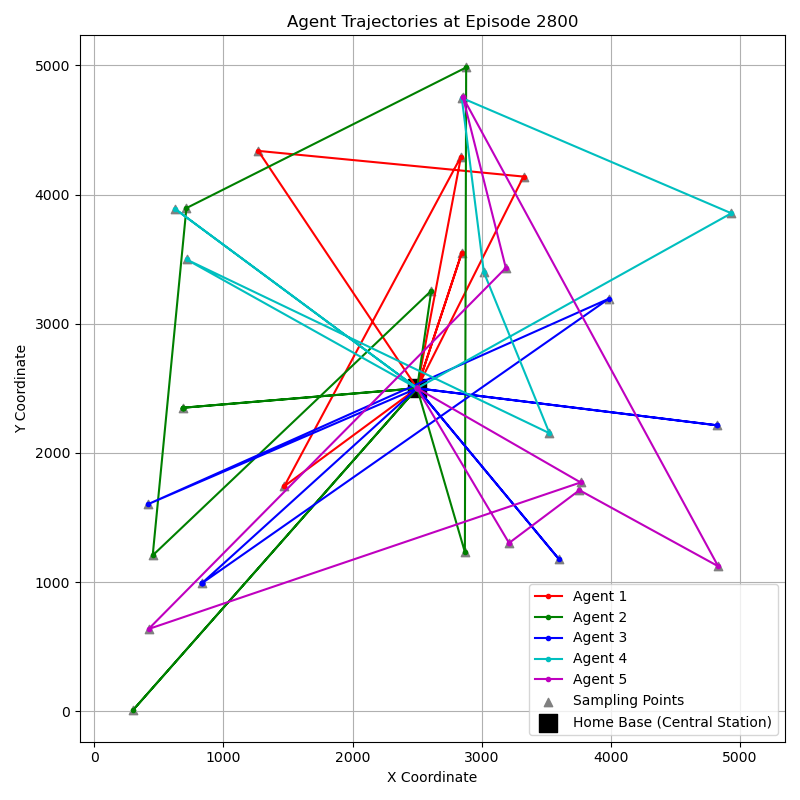 Agent Trajectories at Episode 2800
Y Coordinate
5000
4000
3000
2000
1000
0
0 1000 2000 3000 4000 5000
X Coordinate
Agent 1
Agent 2
Agent 3
Agent 4
Agent 5
Sampling Points
Home Base (Central Station)